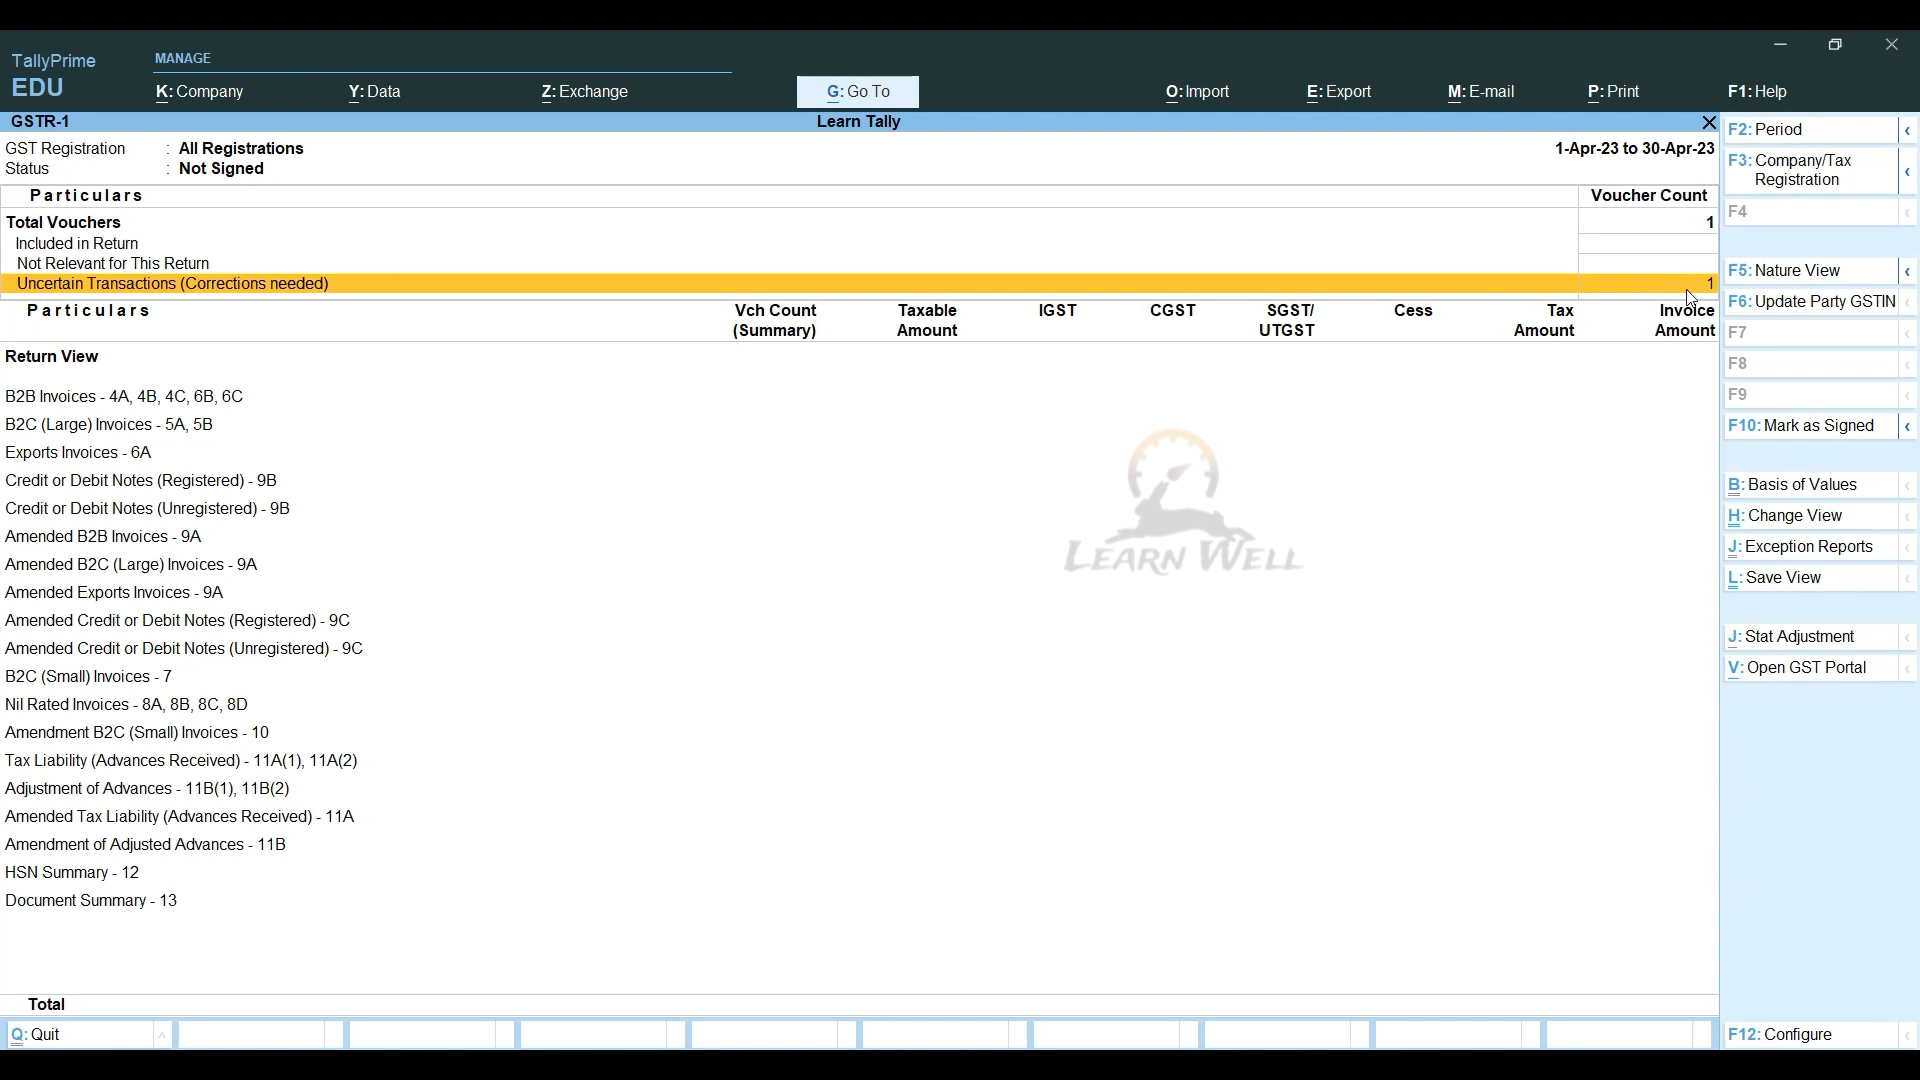 TallyPrime
EDU
MANAGE
K: Company
Y: Data
Z: Exchange
G: Go To
O: Import
E: Export
M: E-mail
P: Print
F1: Help
GSTR-1
Learn Tally
GST Registration : All Registrations
1-Apr-23 to 30-Apr-23
Status : Not Signed
Particulars
Voucher Count
Total Vouchers 1
Included in Return
Not Relevant for This Return
Uncertain Transactions (Corrections needed) 1
Particulars
Vch Count (Summary)
Taxable Amount
IGST
CGST
SGST/ UTGST
Cess
Tax Amount
Invoice Amount
Return View
B2B Invoices - 4A, 4B, 4C, 6B, 6C
B2C (Large) Invoices - 5A, 5B
Exports Invoices - 6A
Credit or Debit Notes (Registered) - 9B
Credit or Debit Notes (Unregistered) - 9B
Amended B2B Invoices - 9A
Amended B2C (Large) Invoices - 9A
Amended Exports Invoices - 9A
Amended Credit or Debit Notes (Registered) - 9C
Amended Credit or Debit Notes (Unregistered) - 9C
B2C (Small) Invoices - 7
Nil Rated Invoices - 8A, 8B, 8C, 8D
Amendment B2C (Small) Invoices - 10
Tax Liability (Advances Received) - 11A(1), 11A(2)
Adjustment of Advances - 11B(1), 11B(2)
Amended Tax Liability (Advances Received) - 11A
Amendment of Adjusted Advances - 11B
HSN Summary - 12
Document Summary - 13
LEARN WELL
Total
Q: Quit
F2: Period
F3: Company/Tax
Registration
F4
F5: Nature View
F6: Update Party GSTIN
F7
F8
F9
F10: Mark as Signed
B: Basis of Values
H: Change View
J: Exception Reports
L: Save View
J: Stat Adjustment
V: Open GST Portal
F12: Configure